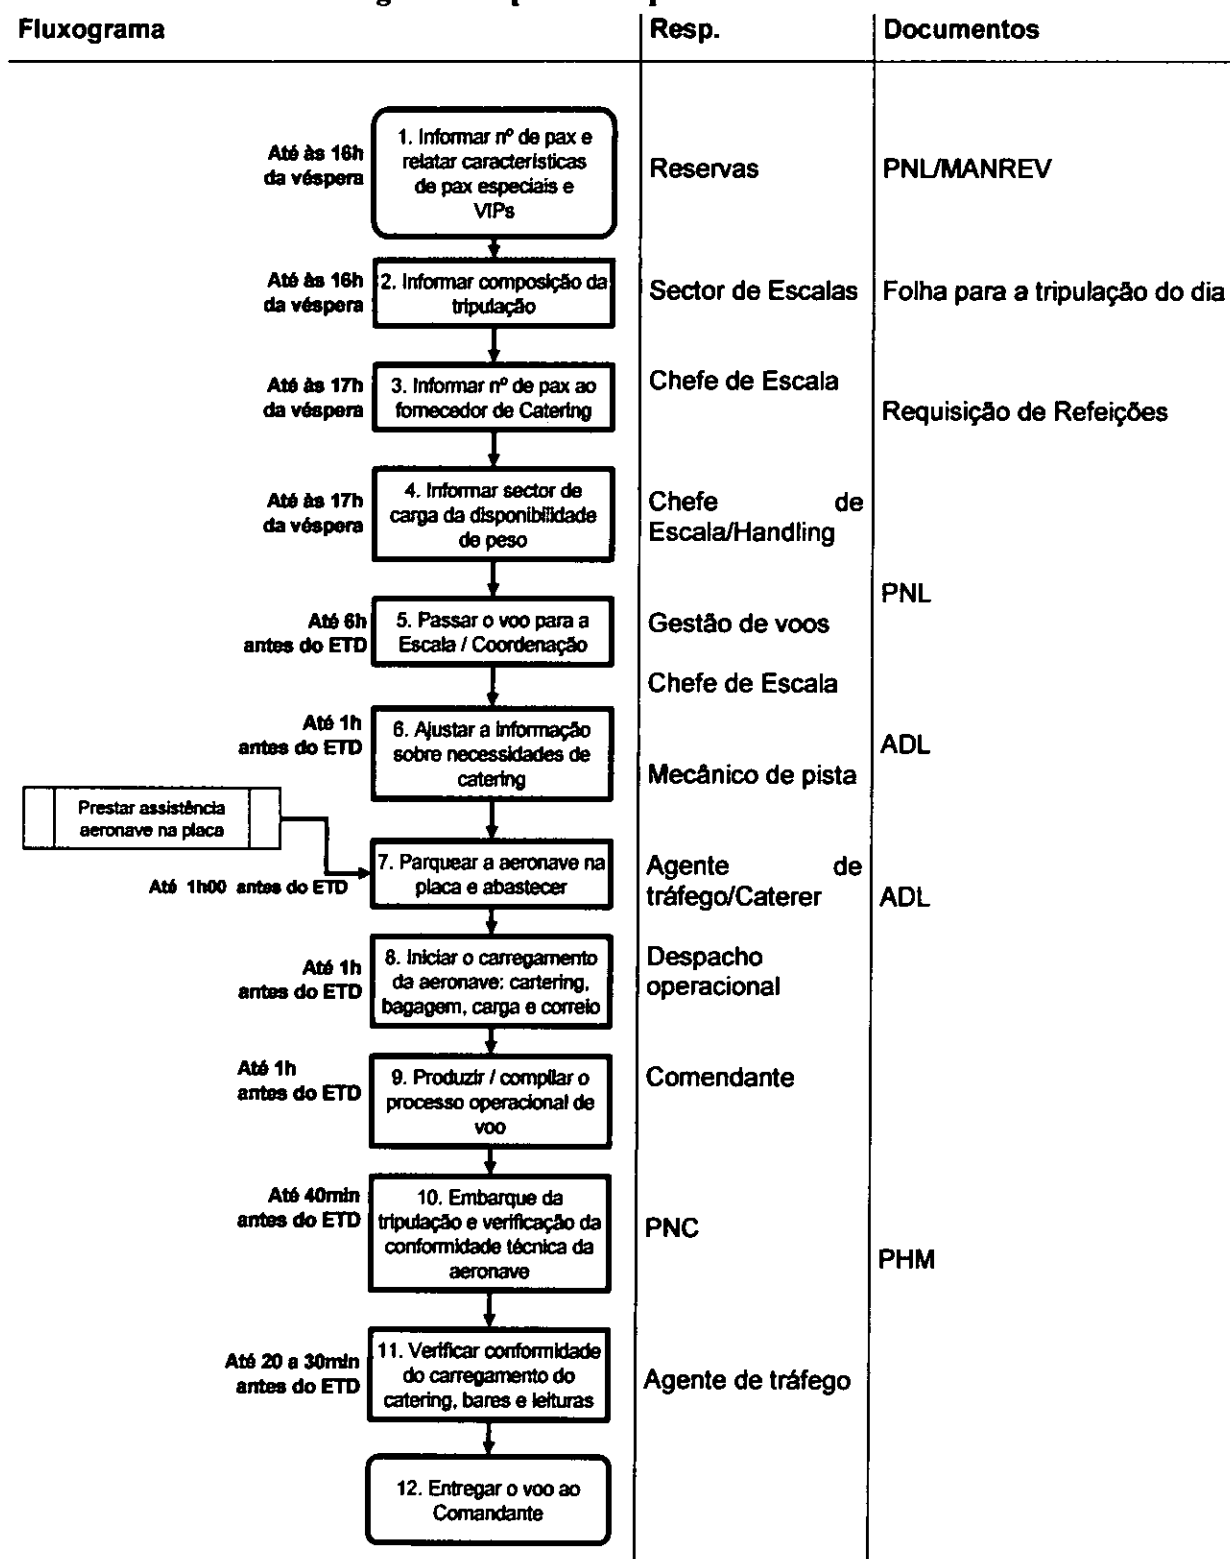 Fluxograma
Resp.
Documentos
Até às 16h
da véspera
1. Informar nº de pax e
relatar características
de pax especiais e
VIPs
Reservas
PNL/MANREV
Até às 16h
da véspera
2. Informar composição da
tripulação
Sector de Escalas
Folha para a tripulação do dia
Até às 17h
da véspera
3. Informar nº de pax ao
fornecedor de Catering
Chefe de Escala
Requisição de Refeições
Até às 17h
da véspera
4. Informar sector de
carga da disponibilidade
de peso
Chefe de
Escala/Handling
PNL
Até 6h
antes do ETD
5. Passar o voo para a
Escala / Coordenação
Gestão de voos
Chefe de Escala
Até 1h
antes do ETD
6. Ajustar a informação
sobre necessidades de
catering
ADL
Mecânico de pista
Prestar assistência
aeronave na placa
Até 1h00 antes do ETD
7. Parquear a aeronave na
placa e abastecer
Agente de
tráfego/Caterer
ADL
Até 1h
antes do ETD
8. Iniciar o carregamento
da aeronave: cartering,
bagagem, carga e correio
Despacho
operacional
Até 1h
antes do ETD
9. Produzir / compilar o
processo operacional de
voo
Comendante
Até 40min
antes do ETD
10. Embarque da
tripulação e verificação da
conformidade técnica da
aeronave
PNC
PHM
Até 20 a 30min
antes do ETD
11. Verificar conformidade
do carregamento do
catering, bares e leituras
Agente de tráfego
12. Entregar o voo ao
Comandante